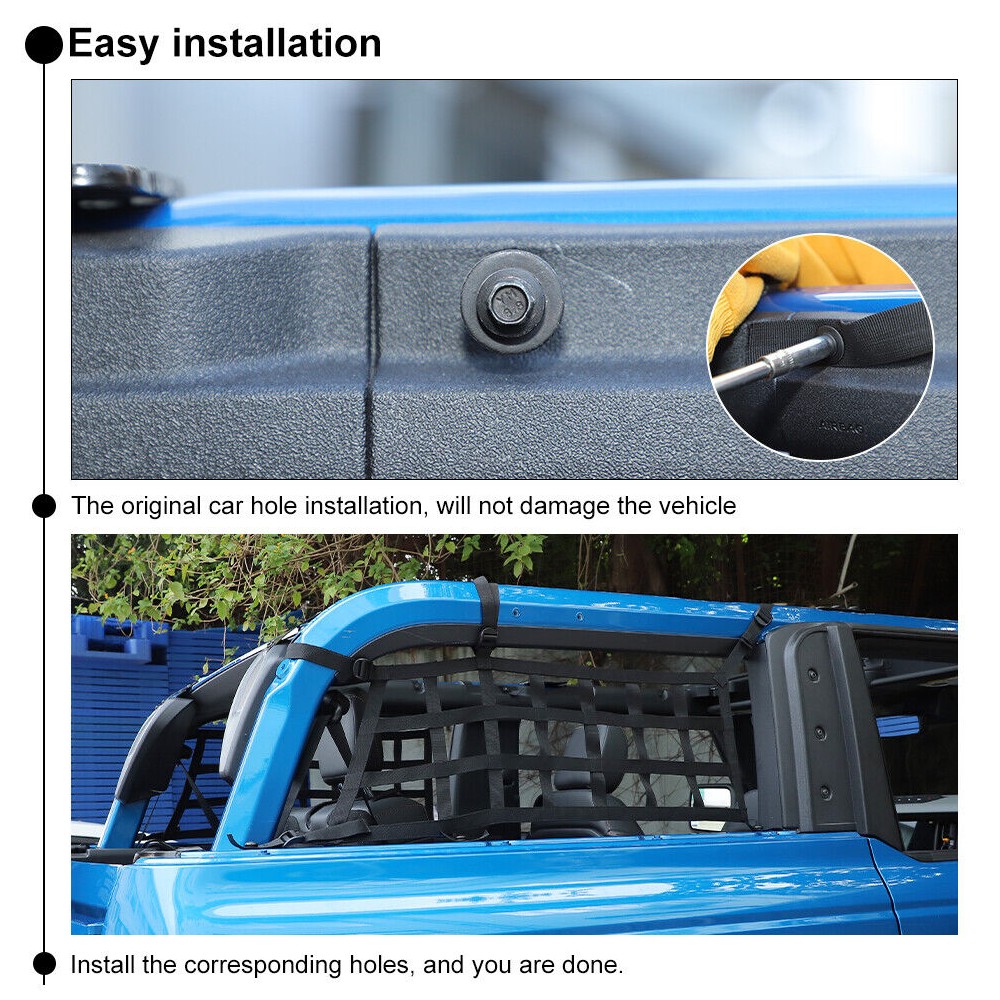 Easy installation
AIRBAG
The original car hole installation, will not damage the vehicle
Install the corresponding holes, and you are done.